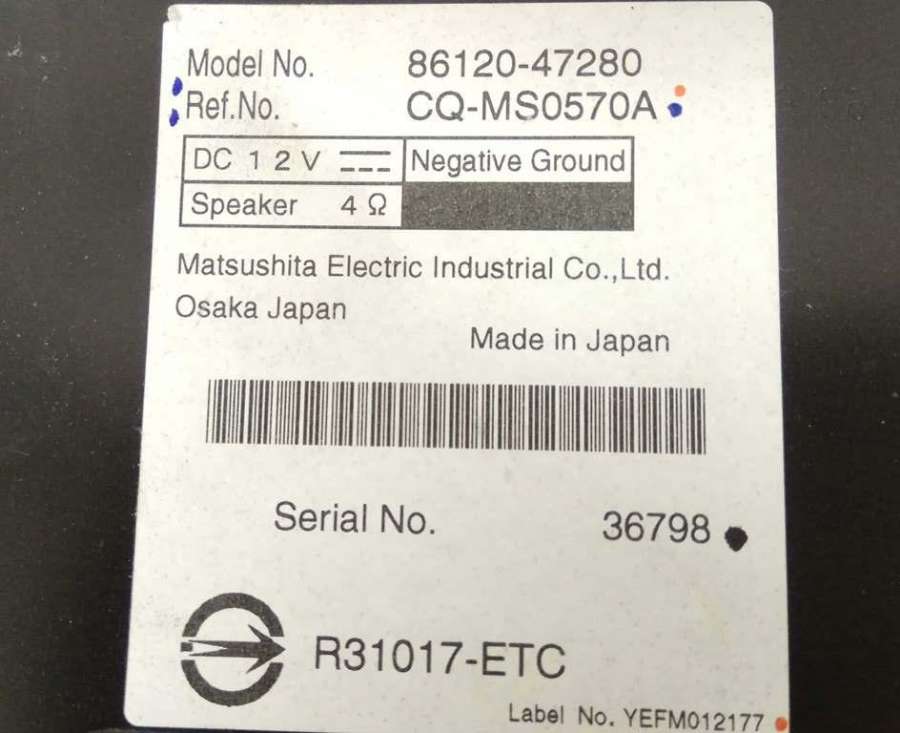 Model No. 86120-47280
Ref.No. CQ-MS0570A
DC 12V Negative Ground
Speaker 4Ω
Matsushita Electric Industrial Co.,Ltd.
Osaka Japan
Made in Japan
Serial No. 36798
R31017-ETC
Label No. YEFM012177